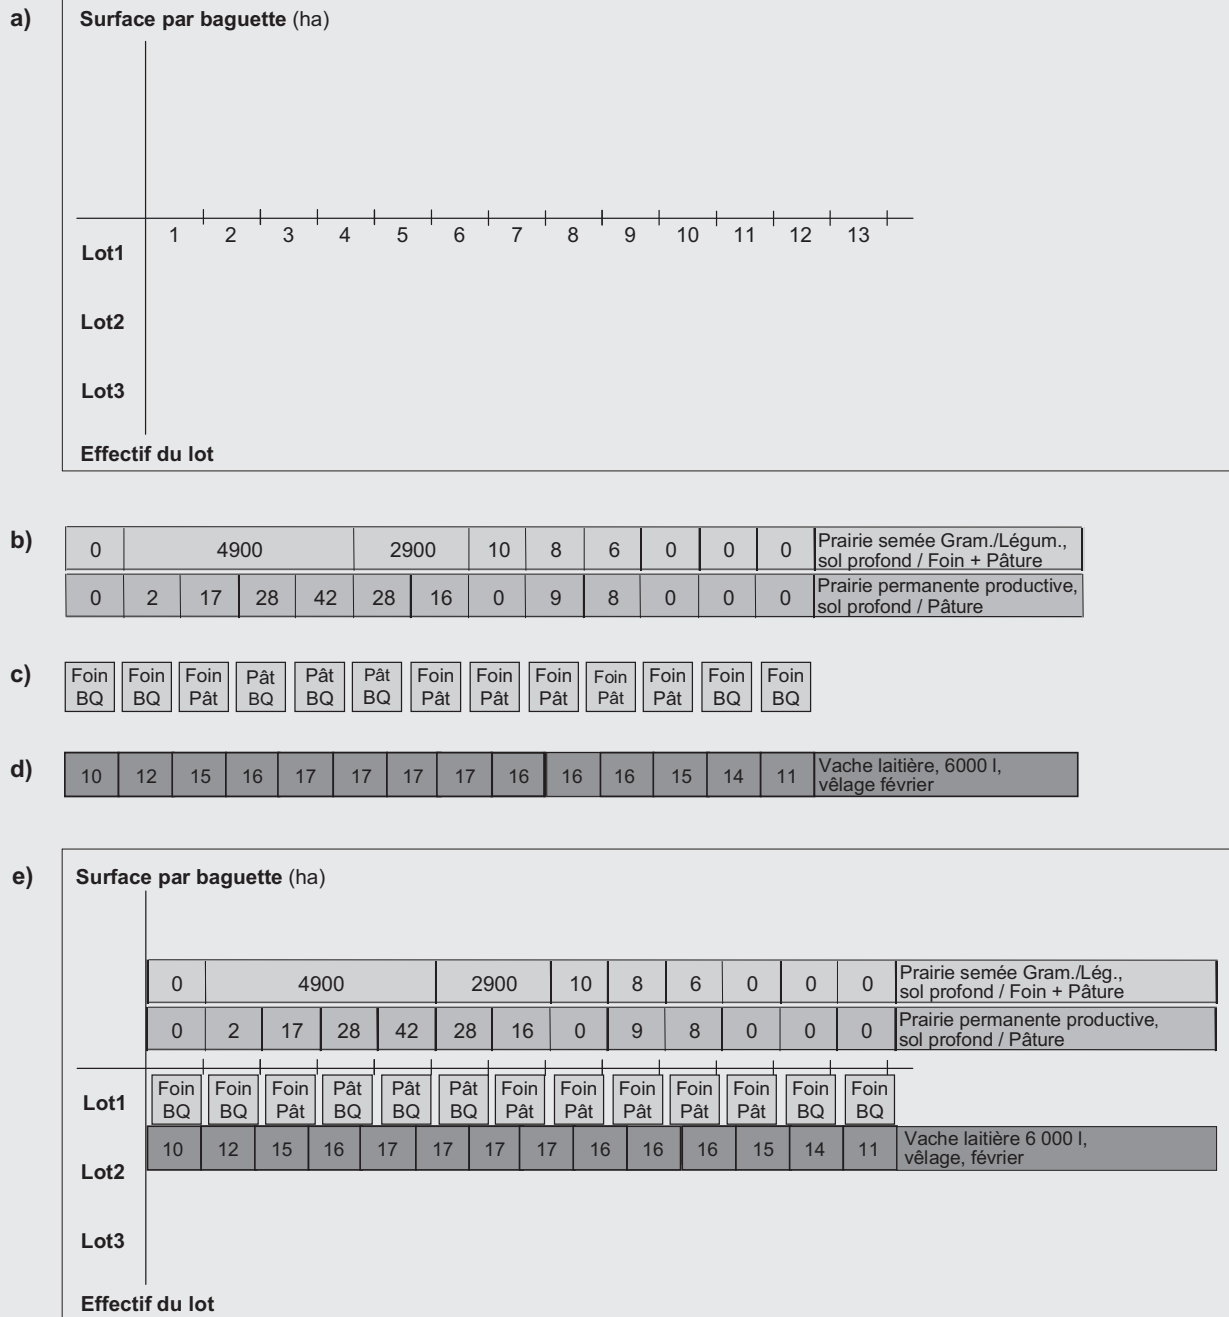 a)
Surface par baguette (ha)
1 2 3 4 5 6 7 8 9 10 11 12 13
Lot1
Lot2
Lot3
Effectif du lot
b)
0 4900 2900 10 8 6 0 0 0 Prairie semée Gram./Légum.,
sol profond / Foin + Pâture
0 2 17 28 42 28 16 0 9 8 0 0 0 Prairie permanente productive,
sol profond / Pâture
c)
Foin Foin Foin Pât Pât Pât Foin Foin Foin Foin Foin Foin Foin
BQ BQ Pât BQ BQ BQ Pât Pât Pât Pât Pât BQ BQ
d)
10 12 15 16 17 17 17 17 16 16 16 15 14 11 Vache laitière, 6000 l,
vêlage février
e)
Surface par baguette (ha)
0 4900 2900 10 8 6 0 0 0 Prairie semée Gram./Lég.,
sol profond / Foin + Pâture
0 2 17 28 42 28 16 0 9 8 0 0 0 Prairie permanente productive,
sol profond / Pâture
Lot1
Foin Foin Foin Pât Pât Pât Foin Foin Foin Foin Foin Foin Foin
BQ BQ Pât BQ BQ BQ Pât Pât Pât Pât Pât BQ BQ
10 12 15 16 17 17 17 17 16 16 16 15 14 11 Vache laitière 6 000 l,
vêlage, février
Lot2
Lot3
Effectif du lot